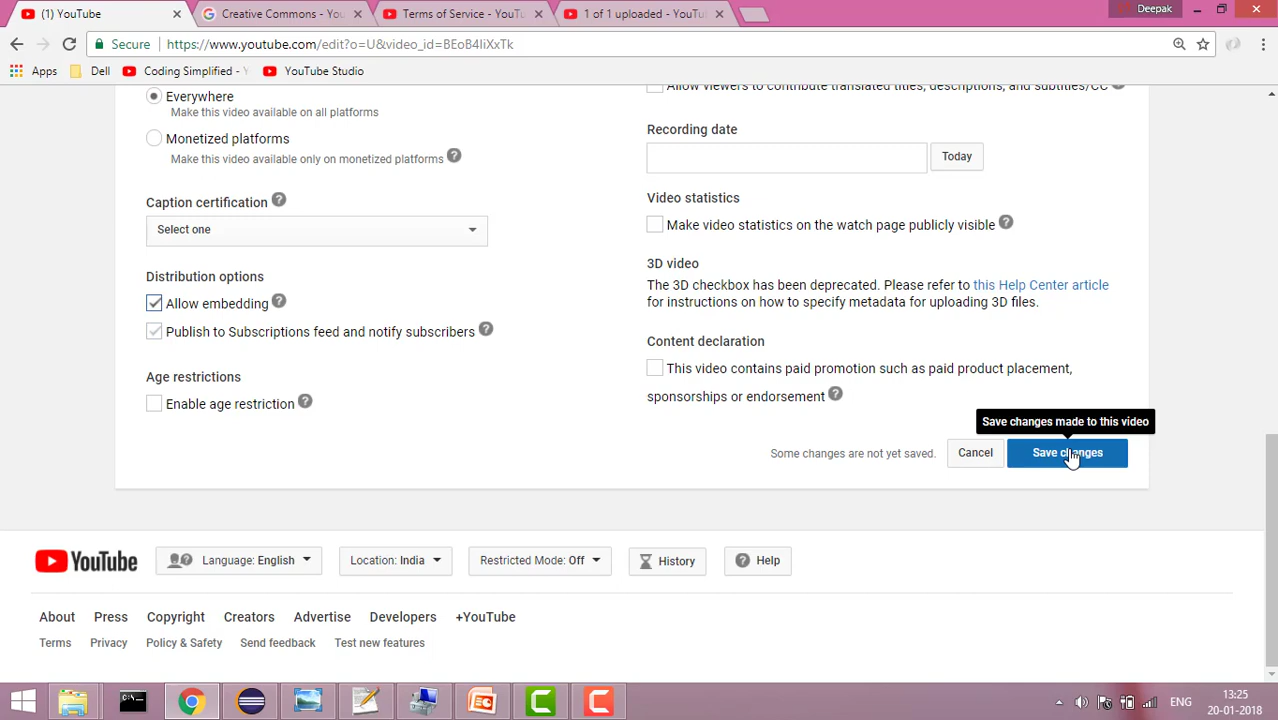 (1) YouTube
Creative Commons - You
Terms of Service - YouTu
1 of 1 uploaded - YouTu
Deepak
Secure
https://www.youtube.com/edit?o=U&video_id=BEoB4IiXxTk
Apps
Dell
Coding Simplified - Y
YouTube Studio
Everywhere
Make this video available on all platforms
Monetized platforms
Make this video available only on monetized platforms
Caption certification
Select one
Distribution options
Allow embedding
Publish to Subscriptions feed and notify subscribers
Age restrictions
Enable age restriction
Allow viewers to contribute translated titles, descriptions, and subtitles/CC
Recording date
Today
Video statistics
Make video statistics on the watch page publicly visible
3D video
The 3D checkbox has been deprecated. Please refer to this Help Center article
for instructions on how to specify metadata for uploading 3D files.
Content declaration
This video contains paid promotion such as paid product placement,
sponsorships or endorsement
Save changes made to this video
Some changes are not yet saved.
Cancel
Save changes
YouTube
Language: English
Location: India
Restricted Mode: Off
History
Help
About
Press
Copyright
Creators
Advertise
Developers
+YouTube
Terms
Privacy
Policy & Safety
Send feedback
Test new features
ENG
13:25
20-01-2018